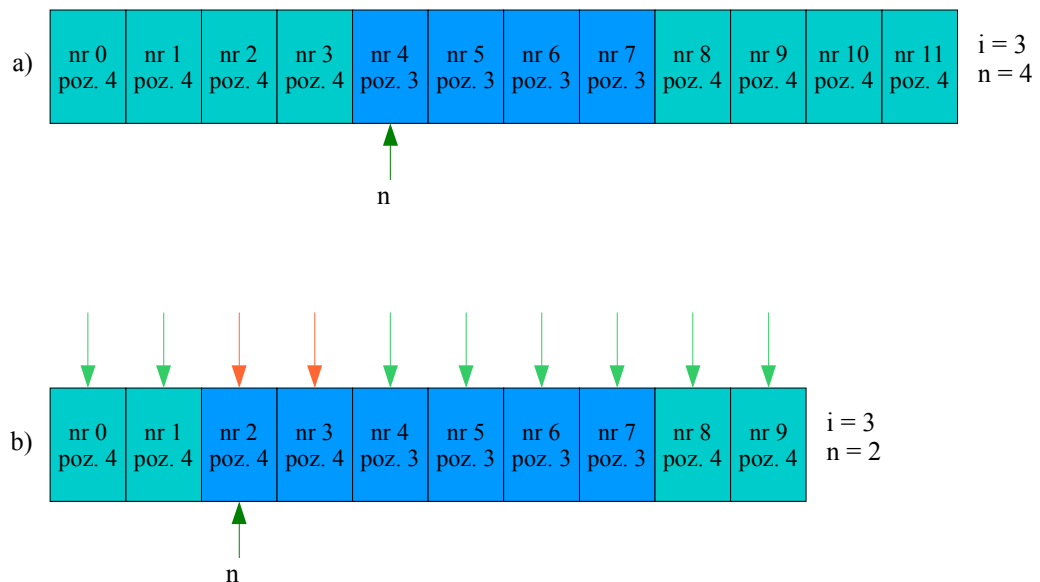 a)
nr 0 nr 1 nr 2 nr 3 nr 4 nr 5 nr 6 nr 7 nr 8 nr 9 nr 10 nr 11
poz. 4 poz. 4 poz. 4 poz. 4 poz. 3 poz. 3 poz. 3 poz. 3 poz. 4 poz. 4 poz. 4 poz. 4
i = 3
n = 4
n
b)
nr 0 nr 1 nr 2 nr 3 nr 4 nr 5 nr 6 nr 7 nr 8 nr 9
poz. 4 poz. 4 poz. 4 poz. 4 poz. 3 poz. 3 poz. 3 poz. 3 poz. 4 poz. 4
i = 3
n = 2
n